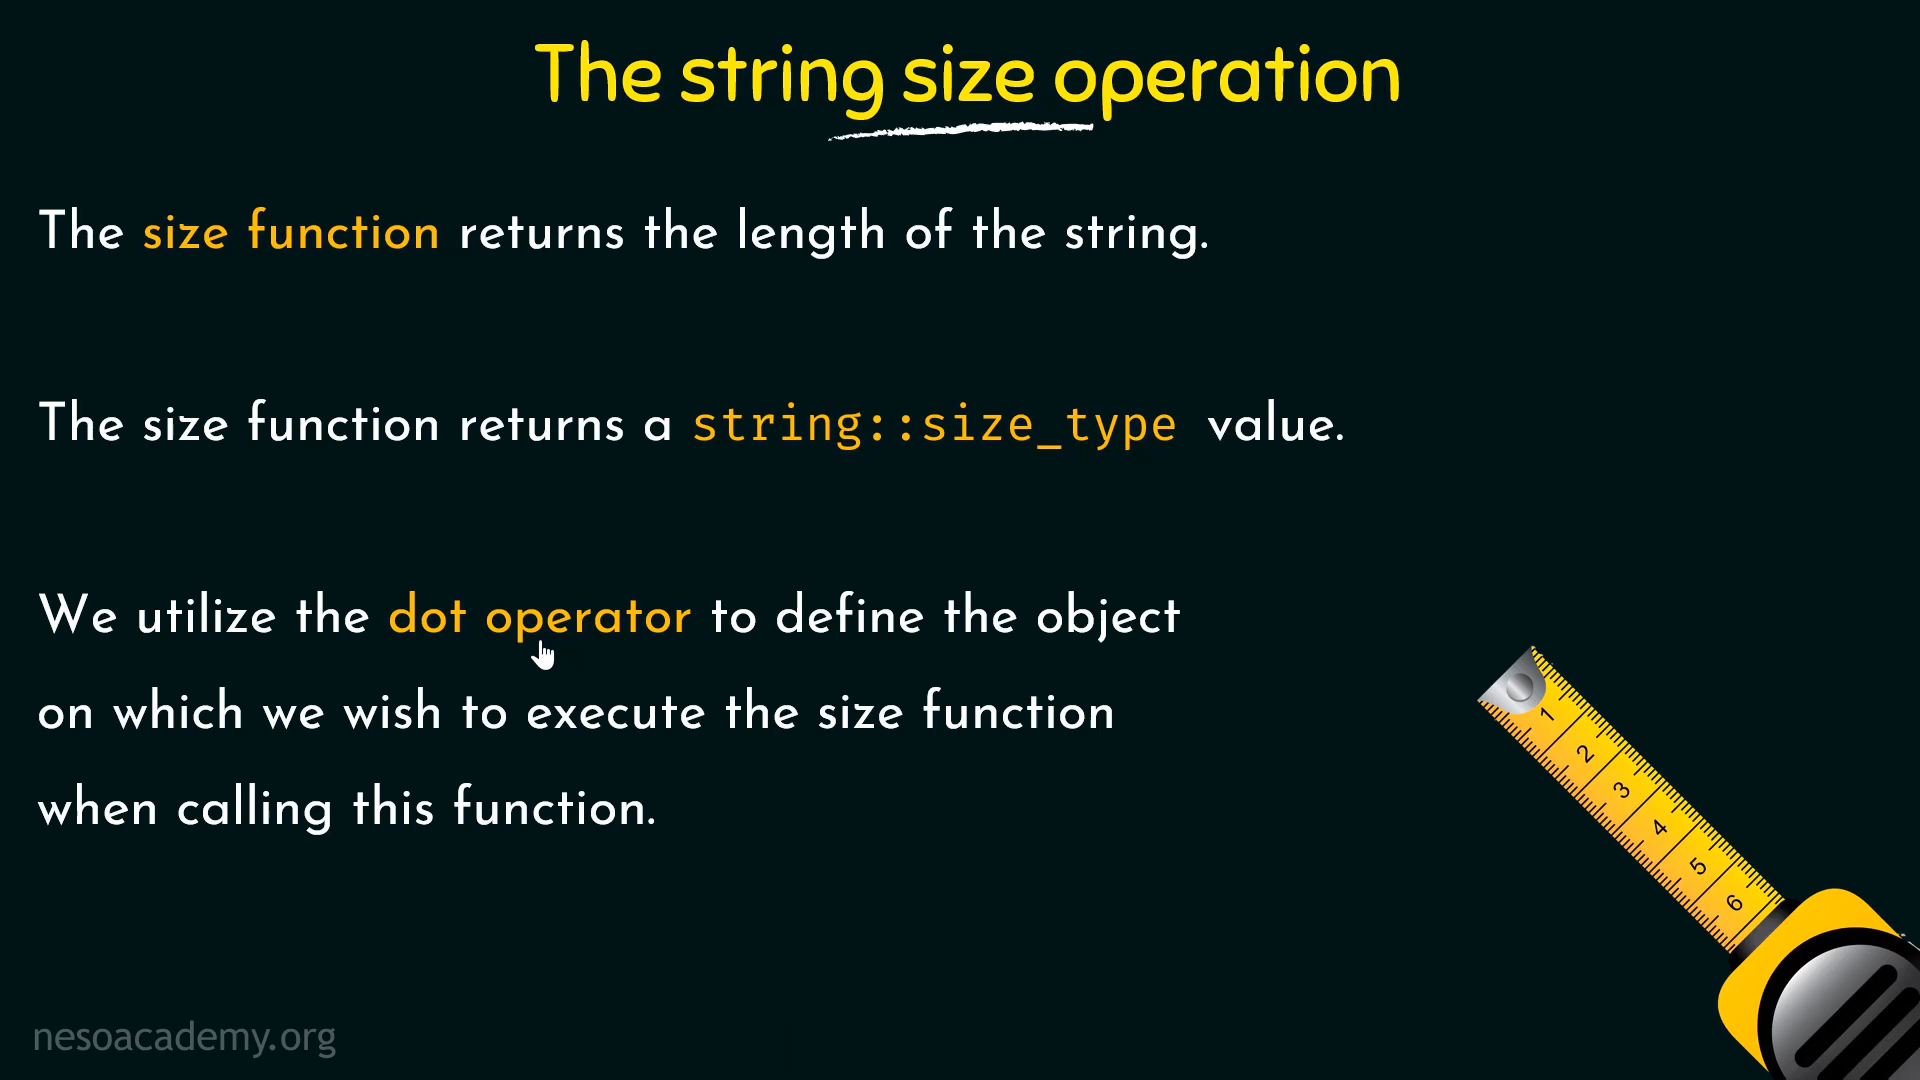 The string size operation
The size function returns the length of the string.
The size function returns a string::size_type value.
We utilize the dot operator to define the object
on which we wish to execute the size function
when calling this function.
1
2
3
4
5
6
nesoacademy.org